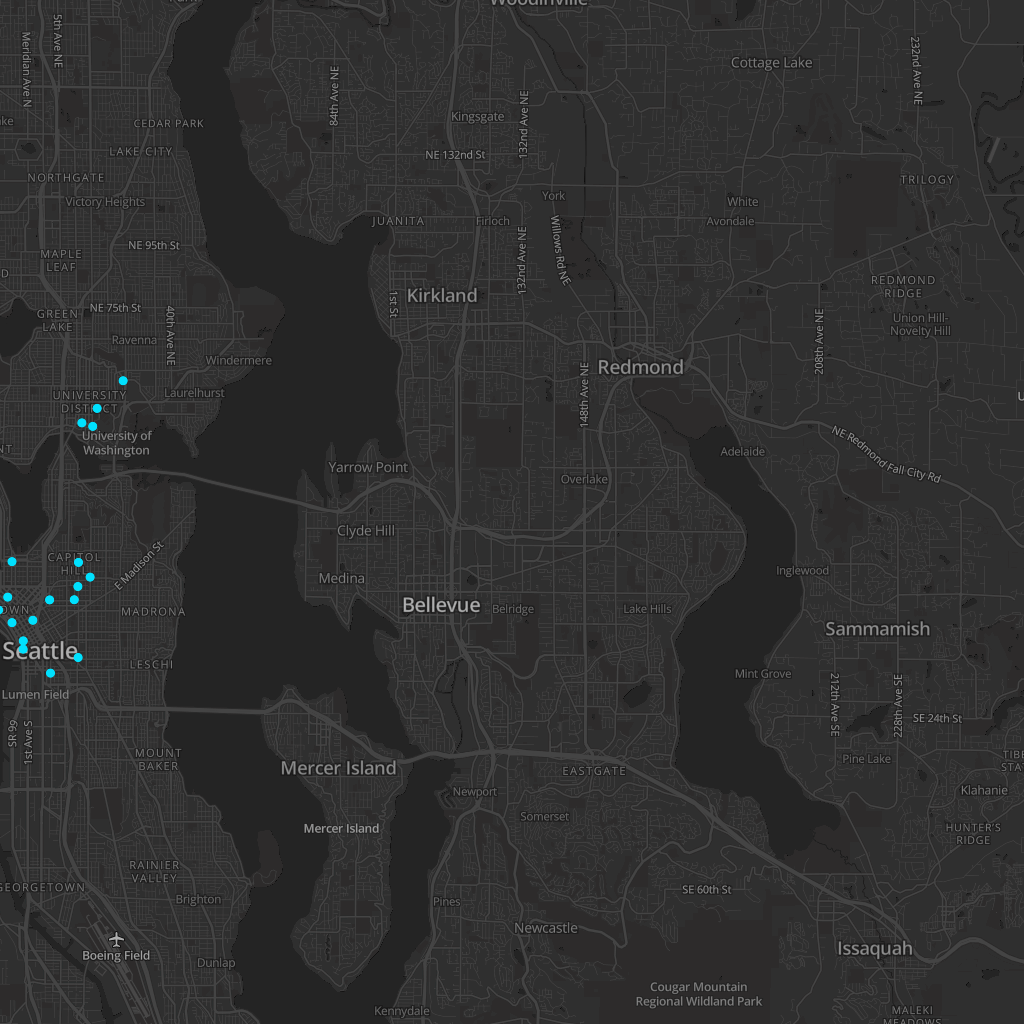 Woodinville
Meridian Ave N
5th Ave NE
232nd Ave NE
Cottage Lake
84th Ave NE
132nd Ave NE
Kingsgate
CEDAR PARK
LAKE CITY
NE 132nd St
NORTHGATE
TRILOGY
Victory Heights
York
White
JUANITA
Firloch
Avondale
NE 95th St
132nd Ave NE
Willows Rd NE
MAPLE
LEAF
REDMOND
RIDGE
1st St
Kirkland
NE 75th St
GREEN
LAKE
40th Ave NE
Union Hill-
Novelty Hill
208th Ave NE
Ravenna
Windermere
Redmond
148th Ave NE
UNIVERSITY
DISTRICT
Laurelhurst
University of
Washington
NE Redmond Fall City Rd
Adelaide
Yarrow Point
Overlake
Clyde Hill
CAPITOL
HILL
E Madison St
Medina
Inglewood
MADRONA
Bellevue
Belridge
Lake Hills
Sammamish
Seattle
LESCHI
Mint Grove
Lumen Field
212th Ave SE
228th Ave SE
SR 99
1st Ave S
SE 24th St
MOUNT
BAKER
Mercer Island
EASTGATE
Pine Lake
Newport
Klahanie
Somerset
Mercer Island
HUNTER'S
RIDGE
RAINIER
VALLEY
GEORGETOWN
SE 60th St
Brighton
Pines
Newcastle
Boeing Field
Issaquah
Dunlap
Cougar Mountain
Regional Wildland Park
Kennydale
MALEKI
MEADOWS